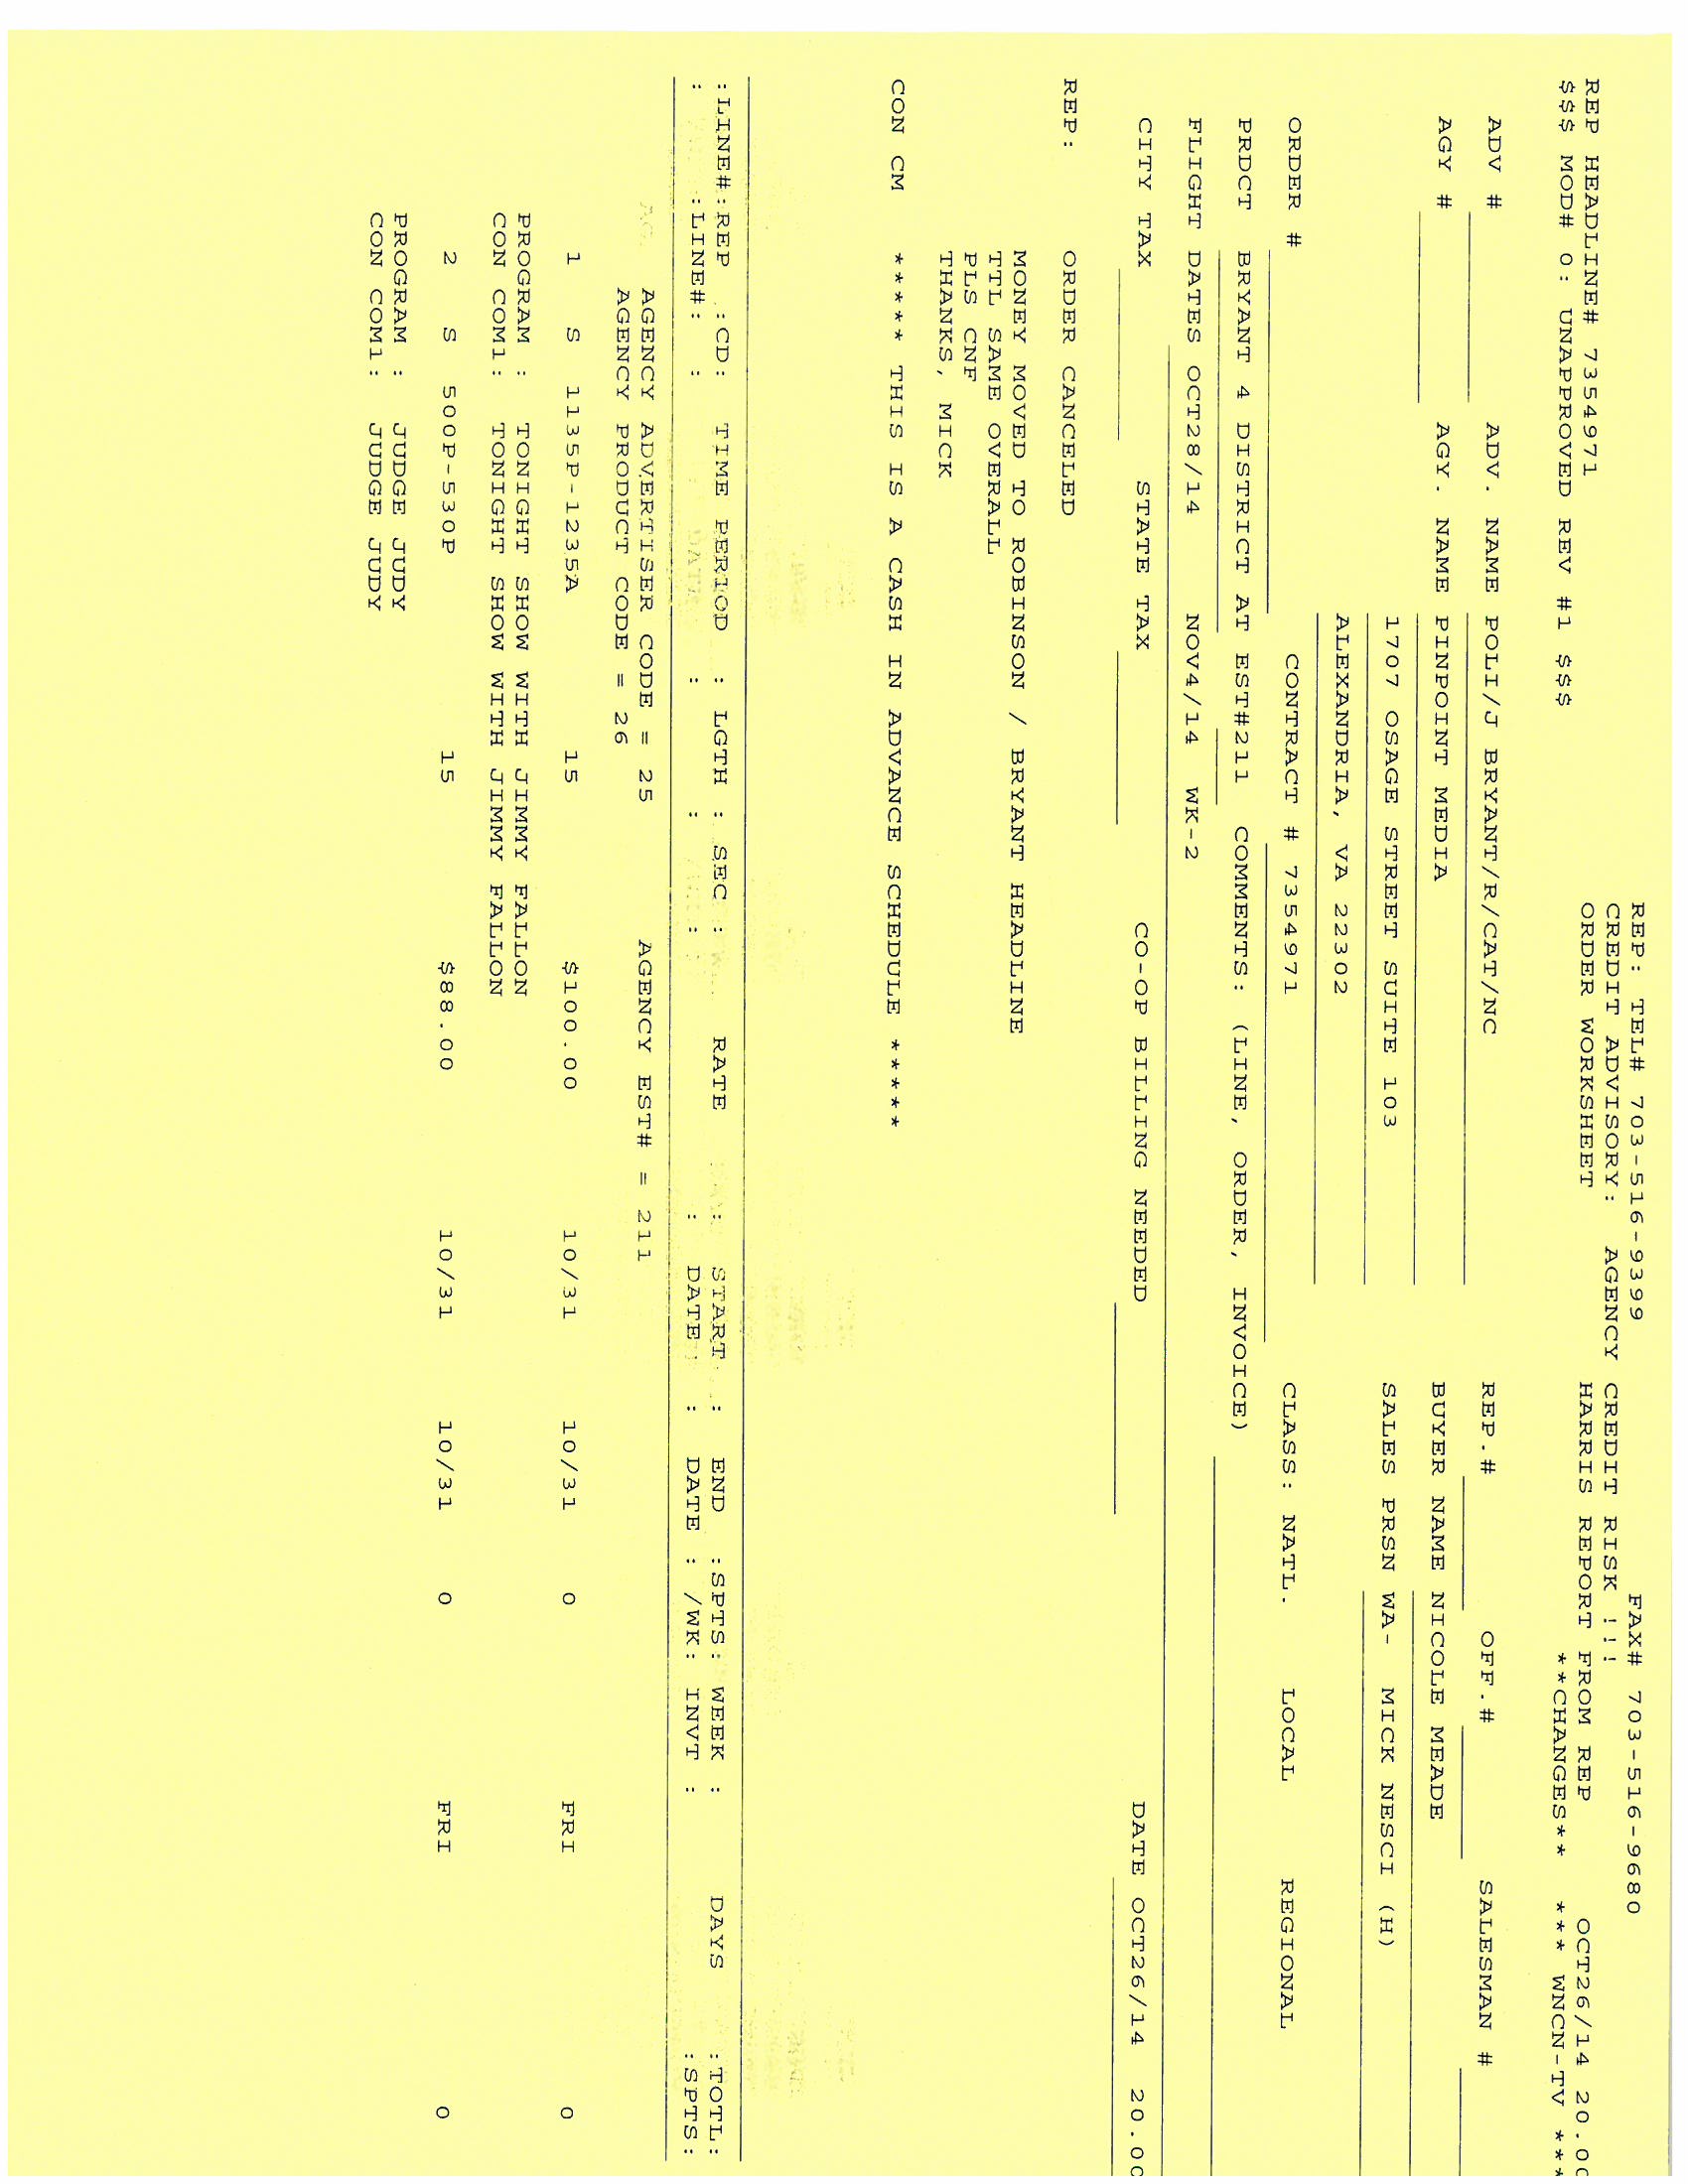 REP: TEL# 703-516-9399 FAX# 703-516-9680
CREDIT ADVISORY: AGENCY CREDIT RISK !!!
REP HEADLINE# 7354971 ORDER WORKSHEET HARRIS REPORT FROM REP OCT26/14 20.00
$$$ MOD# 0: UNAPPROVED REV #1 $$$ **CHANGES** *** WNCN-TV ***
ADV # ADV. NAME POLI/J BRYANT/R/CAT/NC REP.# OFF.# SALESMAN #
AGY # AGY. NAME PINPOINT MEDIA BUYER NAME NICOLE MEADE
1707 OSAGE STREET SUITE 103 SALES PRSN WA- MICK NESCI (H)
ALEXANDRIA, VA 22302
ORDER # CONTRACT # 7354971 CLASS: NATL. LOCAL REGIONAL
PRDCT BRYANT 4 DISTRICT AT EST#211 COMMENTS: (LINE, ORDER, INVOICE)
FLIGHT DATES OCT28/14 NOV4/14 WK-2
CITY TAX STATE TAX CO-OP BILLING NEEDED DATE OCT26/14 20.00
REP: ORDER CANCELED
MONEY MOVED TO ROBINSON / BRYANT HEADLINE
TTL SAME OVERALL
PLS CNF
THANKS, MICK
CON CM ***** THIS IS A CASH IN ADVANCE SCHEDULE *****
:LINE#:REP :CD: TIME PERIOD : LGTH : SEC : RATE : START : END :SPTS: WEEK : DAYS :TOTL:
: :LINE#: : : : : : DATE : DATE : /WK: INVT : :SPTS:
AGENCY ADVERTISER CODE = 25 AGENCY EST# = 211
AGENCY PRODUCT CODE = 26
1 S 1135P-1235A 15 $100.00 10/31 10/31 0 FRI 0
PROGRAM : TONIGHT SHOW WITH JIMMY FALLON
CON COM1: TONIGHT SHOW WITH JIMMY FALLON
2 S 500P-530P 15 $88.00 10/31 10/31 0 FRI 0
PROGRAM : JUDGE JUDY
CON COM1: JUDGE JUDY